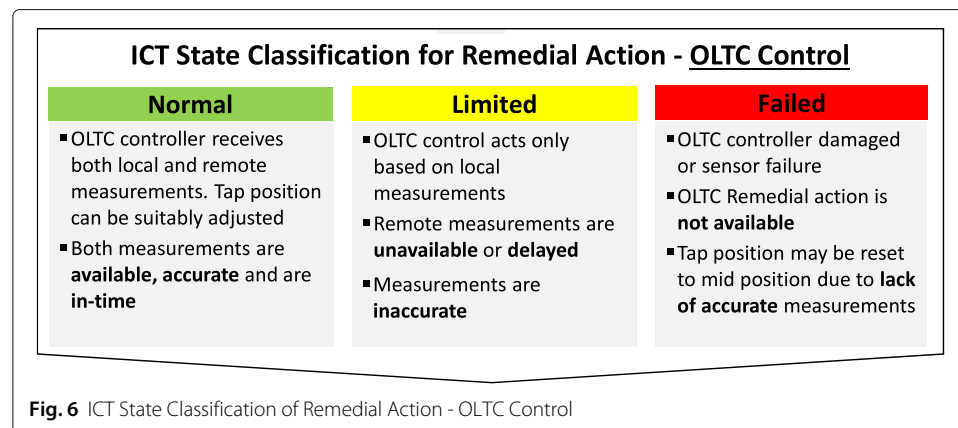 ICT State Classification for Remedial Action - OLTC Control
Normal
▪OLTC controller receives
both local and remote
measurements. Tap position
can be suitably adjusted
▪Both measurements are
available, accurate and are
in-time
Limited
▪OLTC control acts only
based on local
measurements
▪Remote measurements are
unavailable or delayed
▪Measurements are
inaccurate
Failed
▪OLTC controller damaged
or sensor failure
▪OLTC Remedial action is
not available
▪Tap position may be reset
to mid position due to lack
of accurate measurements
Fig. 6 ICT State Classification of Remedial Action - OLTC Control